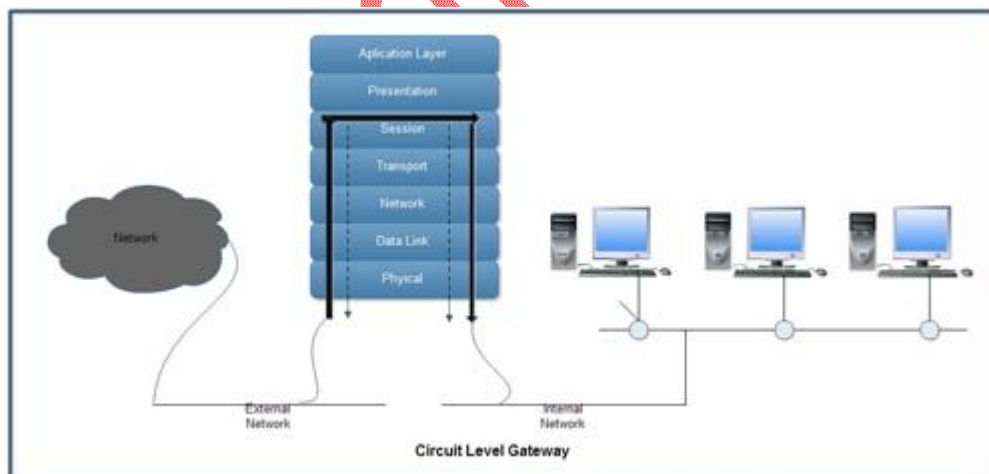 Aplication Layer
Presentation
Session
Transport
Network
Data Link
Phyical
Network
External
Network
Internal
Network
Circuit Level Gateway